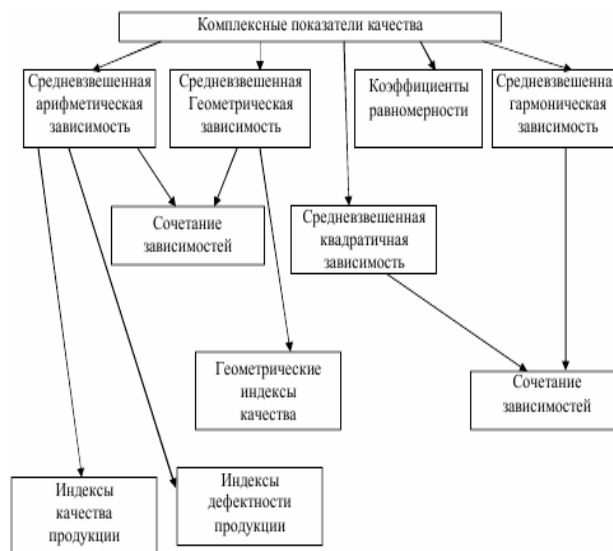 Комплексные показатели качества
Средневзвешенная
арифметическая
зависимость
Средневзвешенная
Геометрическая
зависимость
Коэффициенты
равномерности
Средневзвешенная
гармоническая
зависимость
Сочетание
зависимостей
Средневзвешенная
квадратичная
зависимость
Геометрические
индексы
качества
Сочетание
зависимостей
Индексы
качества
продукции
Индексы
дефектности
продукции